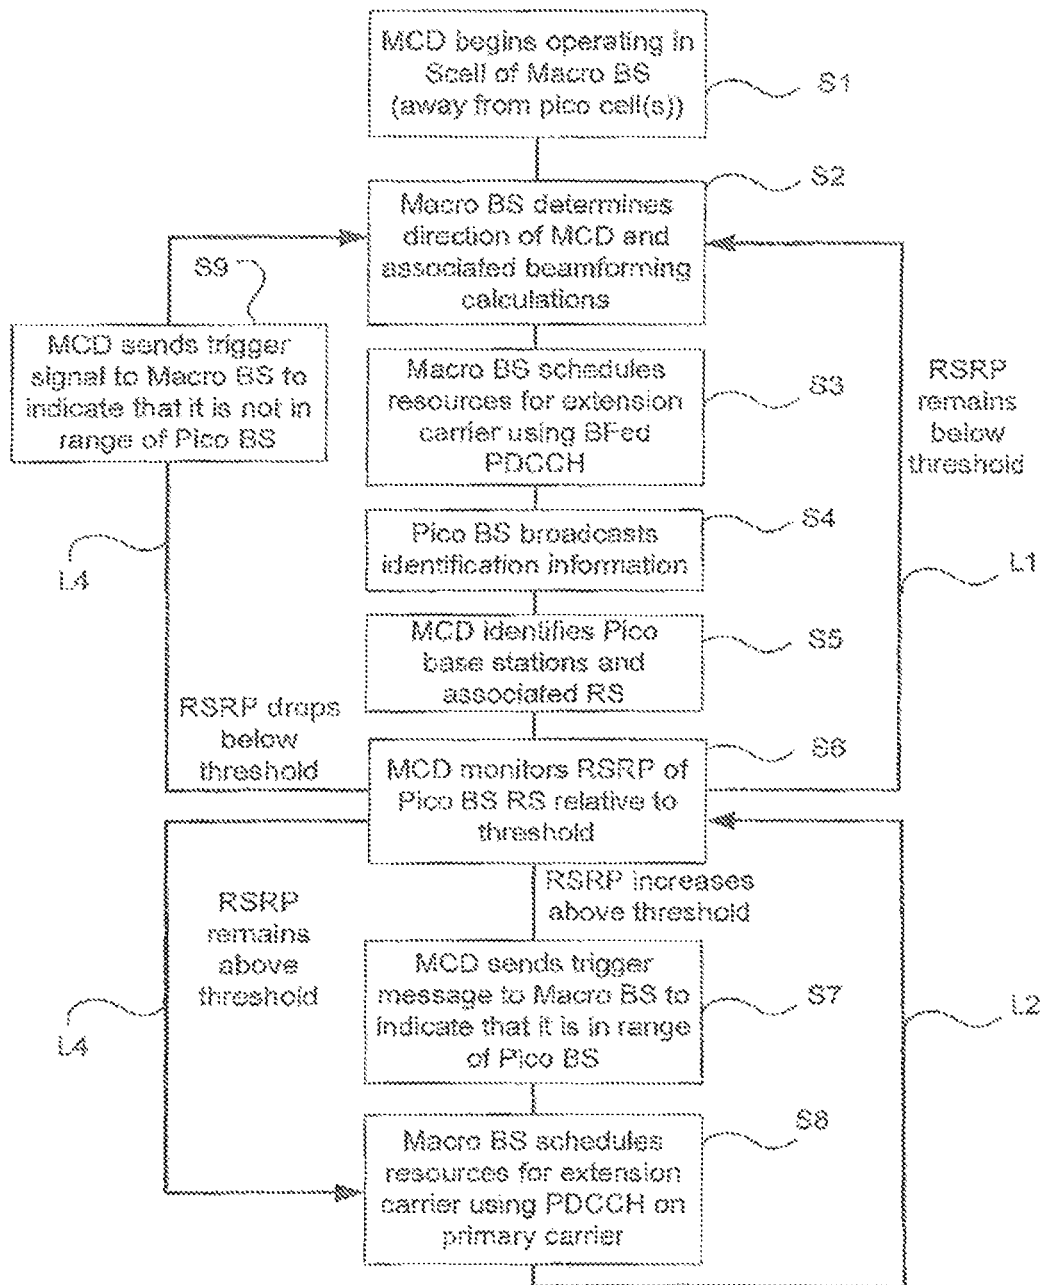 MCD begins operating in
Scell of Macro BS
(away from pico cell(s))
S1
S2
Macro BS determines
direction of MCD and
associated beamforming
calculations
S9
MCD sends trigger
signal to Macro BS to
indicate that it is not in
range of Pico BS
Macro BS schedules
resources for extension
carrier using BFed
PDCCH
S3
RSRP
remains
below
threshold
Pico BS broadcasts
identification information
S4
L4
L1
MCD identifies Pico
base stations and
associated RS
S5
RSRP drops
below
threshold
MCD monitors RSRP of
Pico BS RS relative to
threshold
S6
RSRP increases
above threshold
RSRP
remains
above
threshold
MCD sends trigger
message to Macro BS to
indicate that it is in range
of Pico BS
S7
L4
L2
Macro BS schedules
resources for extension
carrier using PDCCH on
primary carrier
S8